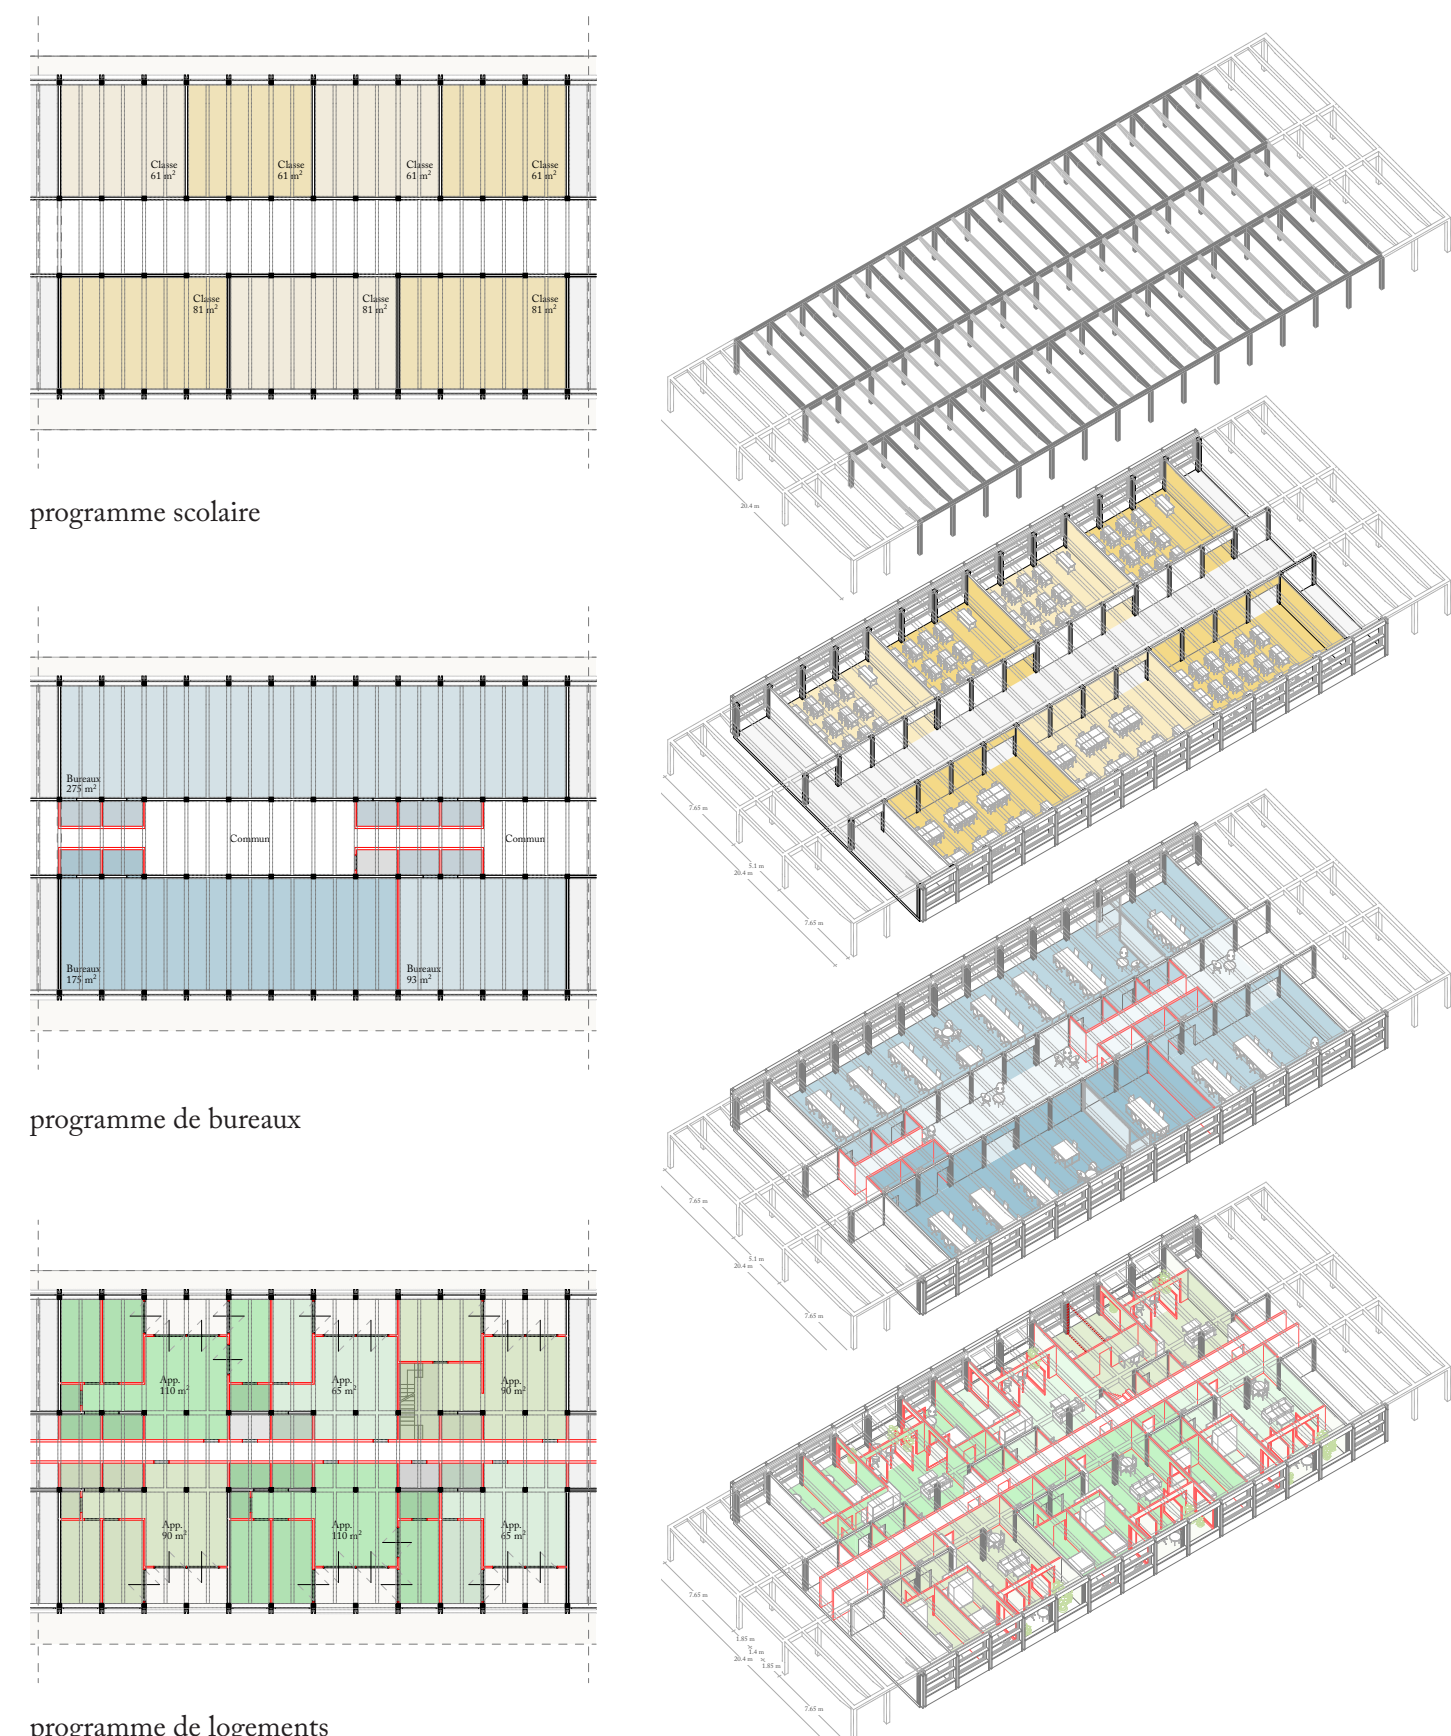 Classe
61 m²
Classe
61 m²
Classe
61 m²
Classe
61 m²
Classe
81 m²
Classe
81 m²
Classe
81 m²
programme scolaire
Bureaux
275 m²
Commun
Commun
Bureaux
175 m²
Bureaux
93 m²
programme de bureaux
App.
110 m²
App.
65 m²
App.
90 m²
App.
90 m²
App.
110 m²
App.
65 m²
programme de logements
20.4 m
7.65 m
5.1 m
20.4 m
7.65 m
7.65 m
5.1 m
20.4 m
7.65 m
7.65 m
1.85 m
1.4 m
20.4 m
1.85 m
7.65 m